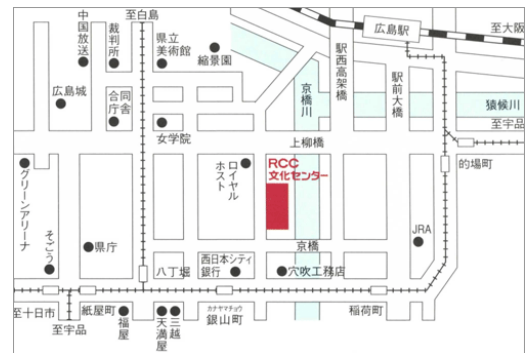 至白島
中国放送
裁判所
県立
美術館
縮景園
駅西高架橋
広島駅
至大阪
駅前大橋
京橋川
猿候川
広島城
合同
庁舎
女学院
上柳橋
至宇品
的場町
グリーンアリーナ
ロイヤル
ホスト
RCC
文化センター
そごう
県庁
JRA
京橋
八丁堀
西日本シティ
銀行
穴吹工務店
至十日市
紙屋町
至宇品
福屋
天満屋
三越
カナヤマチョウ
銀山町
稲荷町